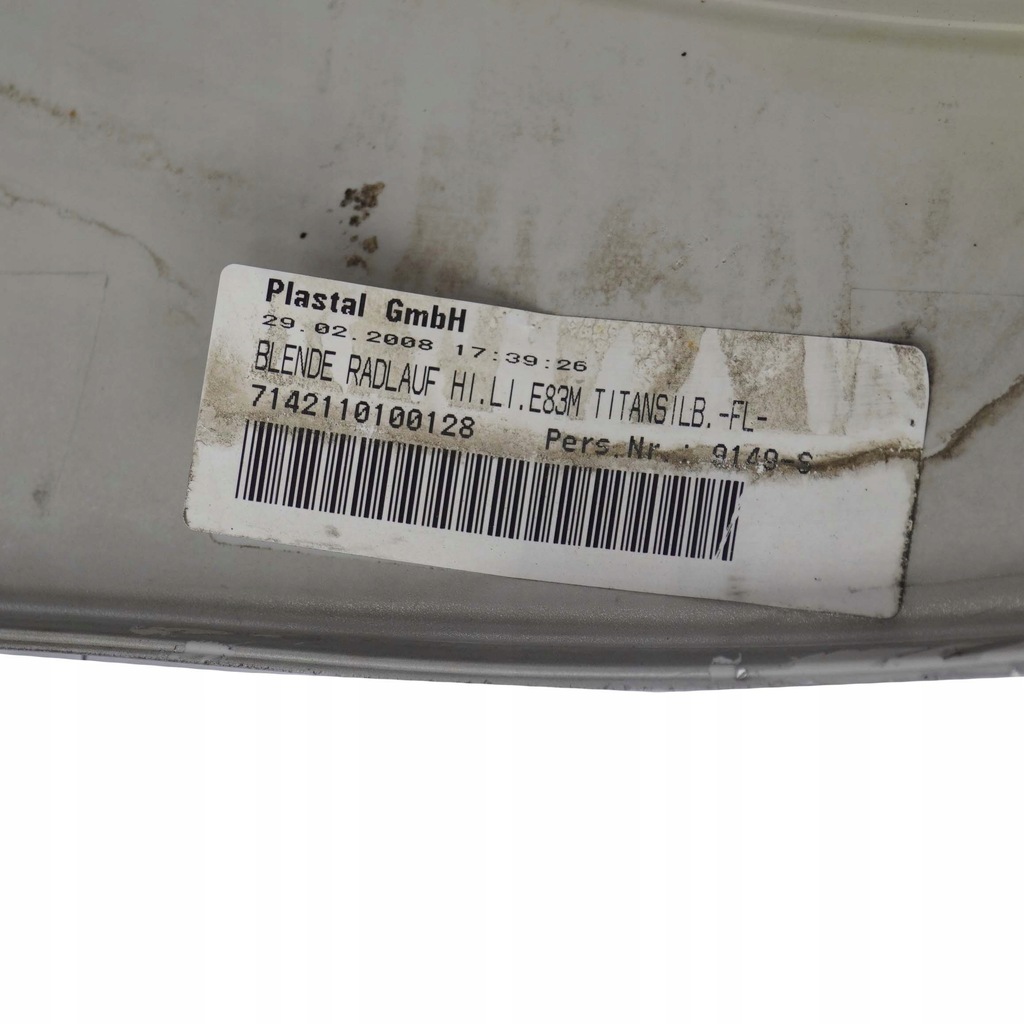 Plastal GmbH
29.02.2008 17:39:26
BLENDE RADLAUF HI.LI.E83M TITANSILB.-FL-
7142110100128 Pers.Nr.: 9149-S